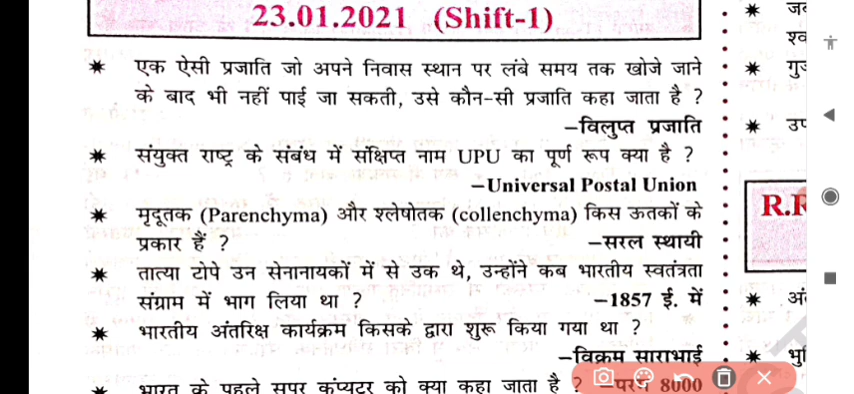 23.01.2021 (Shift-1)
✷ एक ऐसी प्रजाति जो अपने निवास स्थान पर लंबे समय तक खोजे जाने
के बाद भी नहीं पाई जा सकती, उसे कौन-सी प्रजाति कहा जाता है ?
–विलुप्त प्रजाति
✷ संयुक्त राष्ट्र के संबंध में संक्षिप्त नाम UPU का पूर्ण रूप क्या है ?
–Universal Postal Union
✷ मृदूतक (Parenchyma) और श्लेषोतक (collenchyma) किस ऊतकों के
प्रकार हैं ? –सरल स्थायी
✷ तात्या टोपे उन सेनानायकों में से उक थे, उन्होंने कब भारतीय स्वतंत्रता
संग्राम में भाग लिया था ? –1857 ई. में
✷ भारतीय अंतरिक्ष कार्यक्रम किसके द्वारा शुरू किया गया था ?
–विक्रम साराभाई
✷ भारत के पहले सुपर कंप्यूटर को क्या कहा जाता है ? –परम 8000
R.R